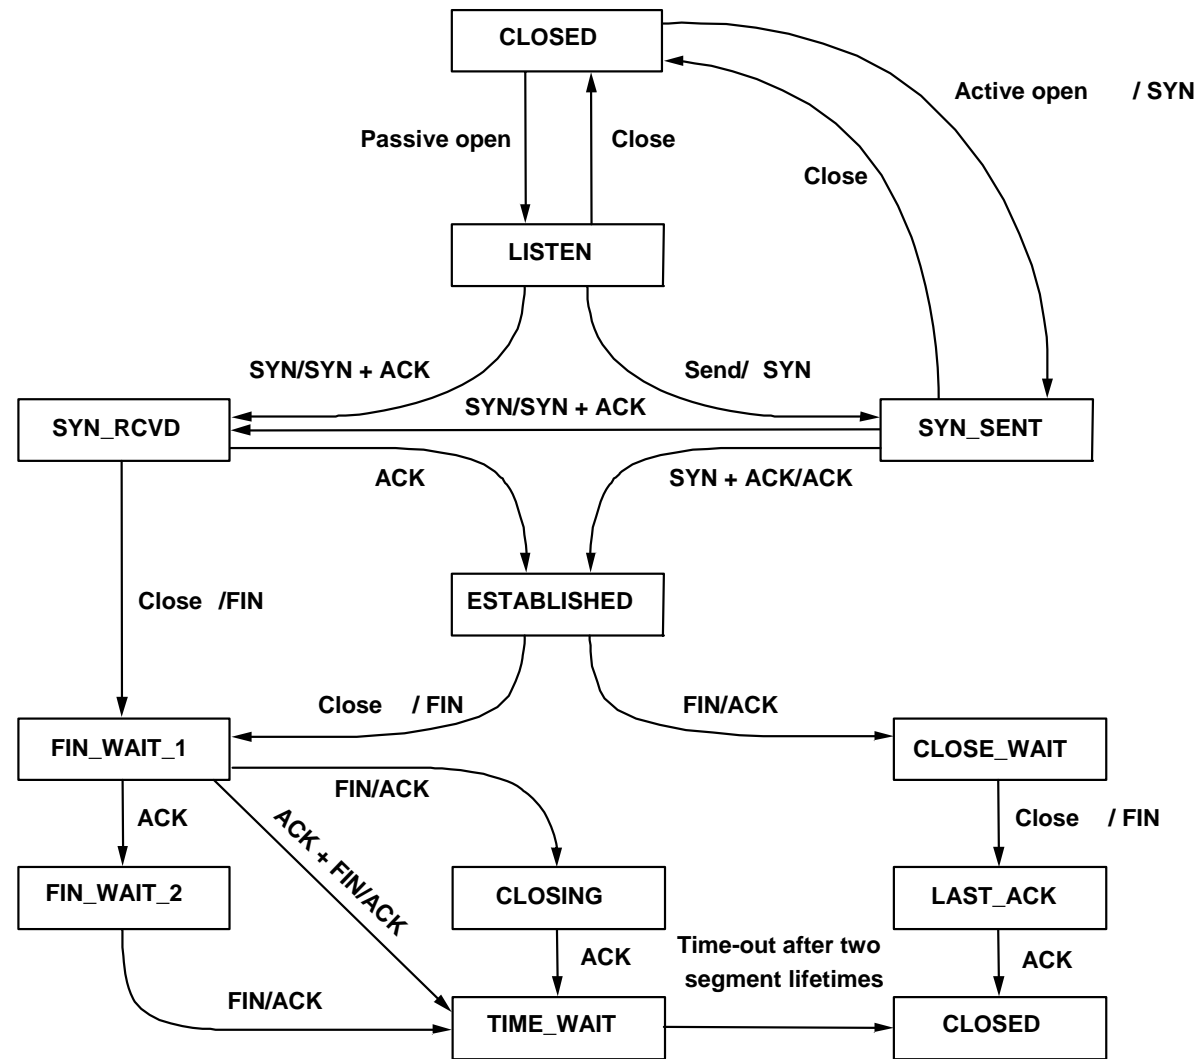 CLOSED
Active open / SYN
Passive open
Close
Close
LISTEN
SYN/SYN + ACK
Send/ SYN
SYN/SYN + ACK
SYN_RCVD
SYN_SENT
ACK
SYN + ACK/ACK
Close /FIN
ESTABLISHED
Close / FIN
FIN/ACK
FIN_WAIT_1
CLOSE_WAIT
FIN/ACK
ACK
ACK + FIN/ACK
Close / FIN
FIN_WAIT_2
CLOSING
LAST_ACK
Time-out after two
segment lifetimes
ACK
ACK
FIN/ACK
TIME_WAIT
CLOSED